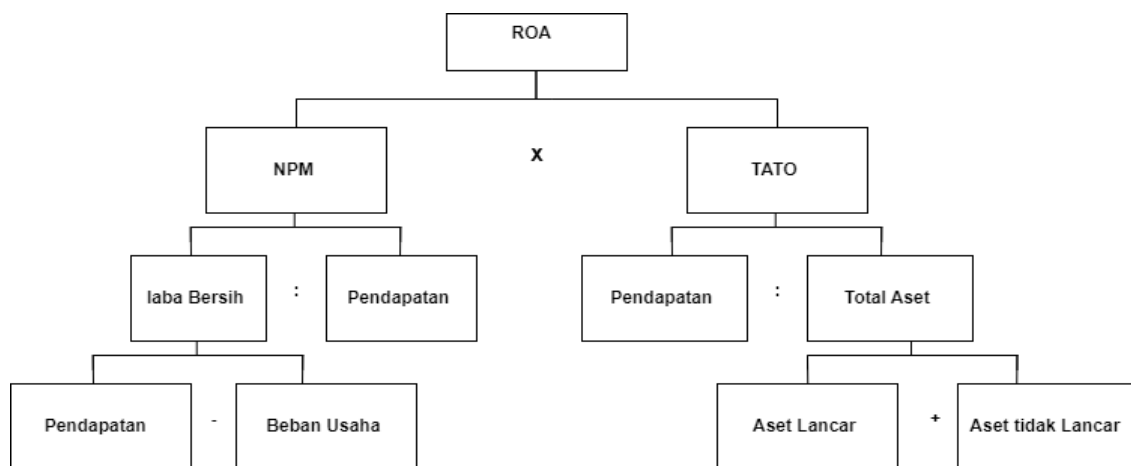 ROA
NPM
X
TATO
laba Bersih
:
Pendapatan
Pendapatan
:
Total Aset
Pendapatan
-
Beban Usaha
Aset Lancar
+
Aset tidak Lancar